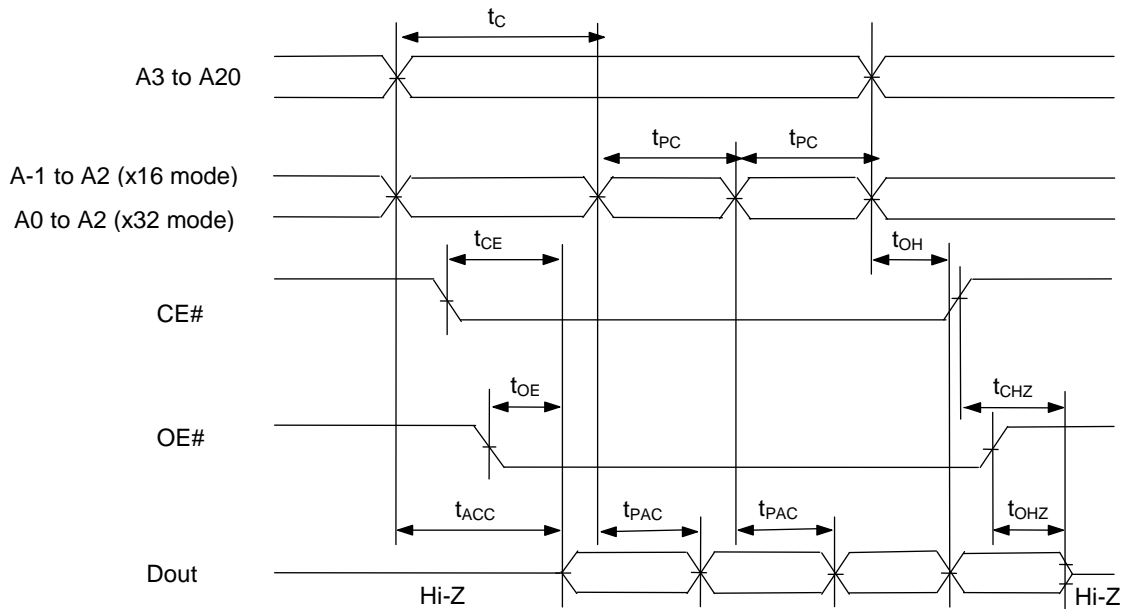 tC
A3 to A20
tPC tPC
A-1 to A2 (x16 mode)
A0 to A2 (x32 mode)
tCE tOH
CE#
tOE tCHZ
OE#
tACC tPAC tPAC tOHZ
Dout
Hi-Z Hi-Z